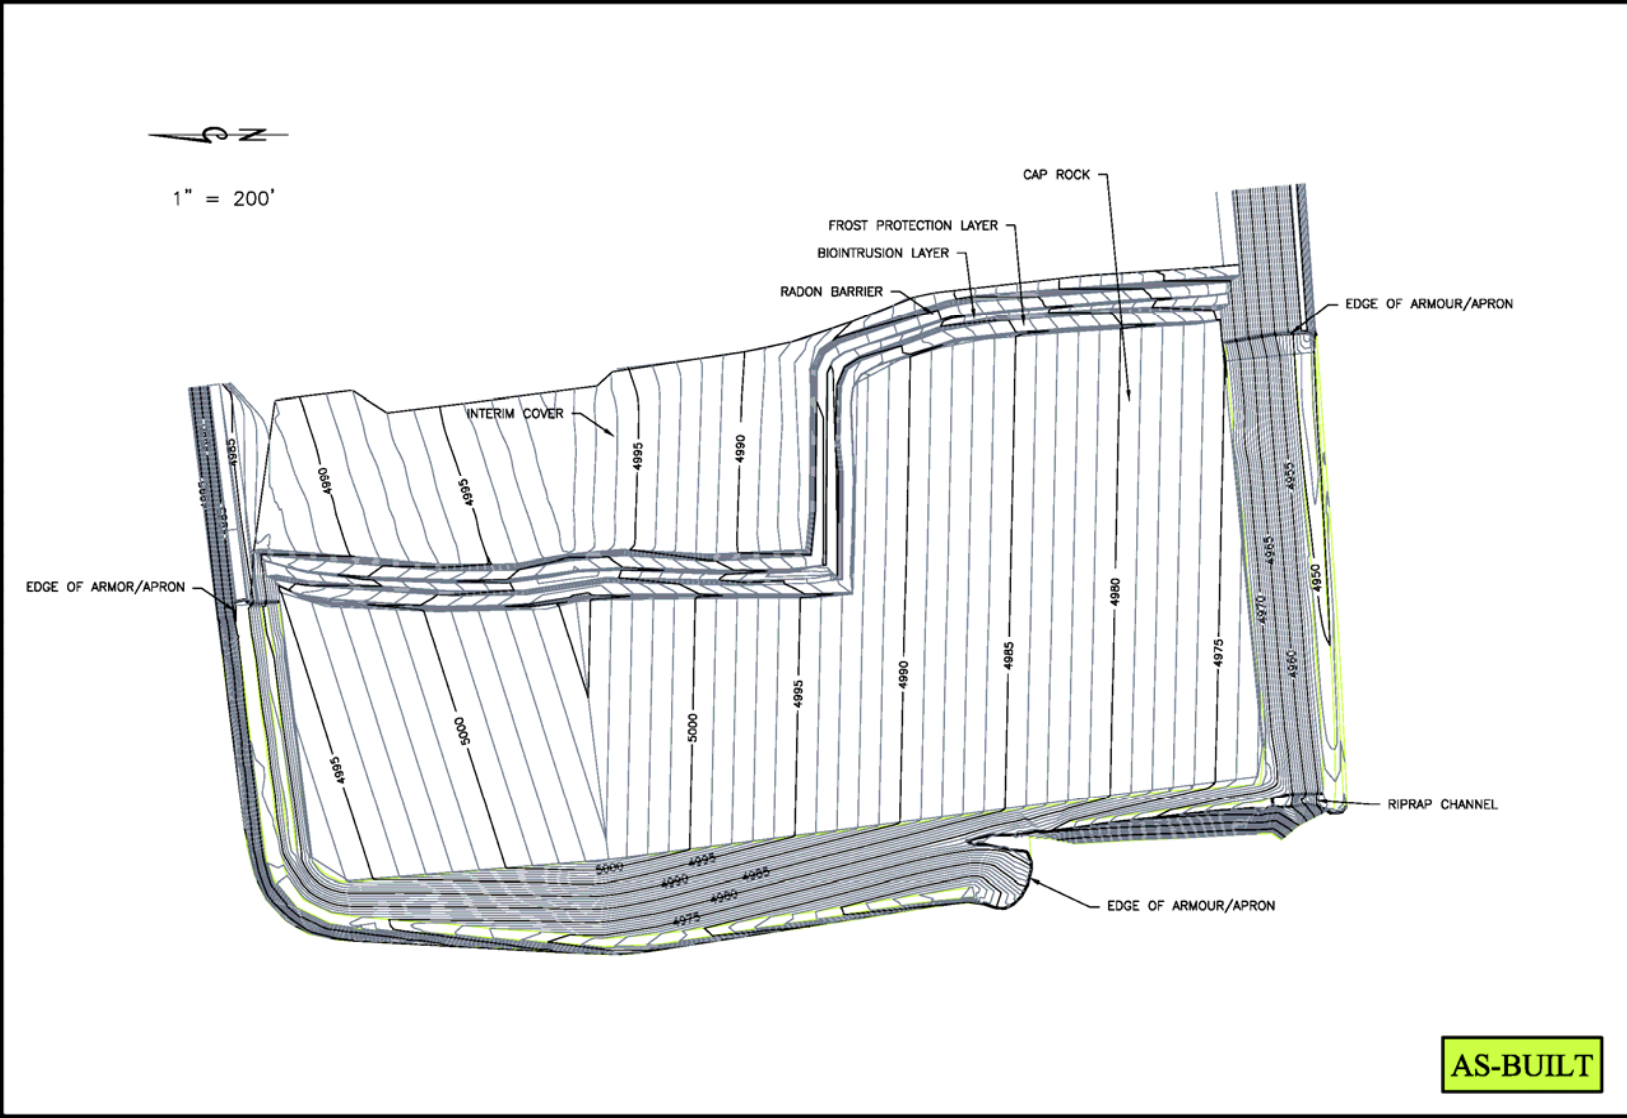 N
1" = 200'
CAP ROCK
FROST PROTECTION LAYER
BIOINTRUSION LAYER
RADON BARRIER
EDGE OF ARMOUR/APRON
INTERIM COVER
4985
4990
4995
4995
4990
4955
4965
4950
4980
4970
EDGE OF ARMOR/APRON
4985
4975
4960
4990
4995
5000
5000
4995
RIPRAP CHANNEL
5000
4995
4990
4985
4980
4975
EDGE OF ARMOUR/APRON
AS-BUILT